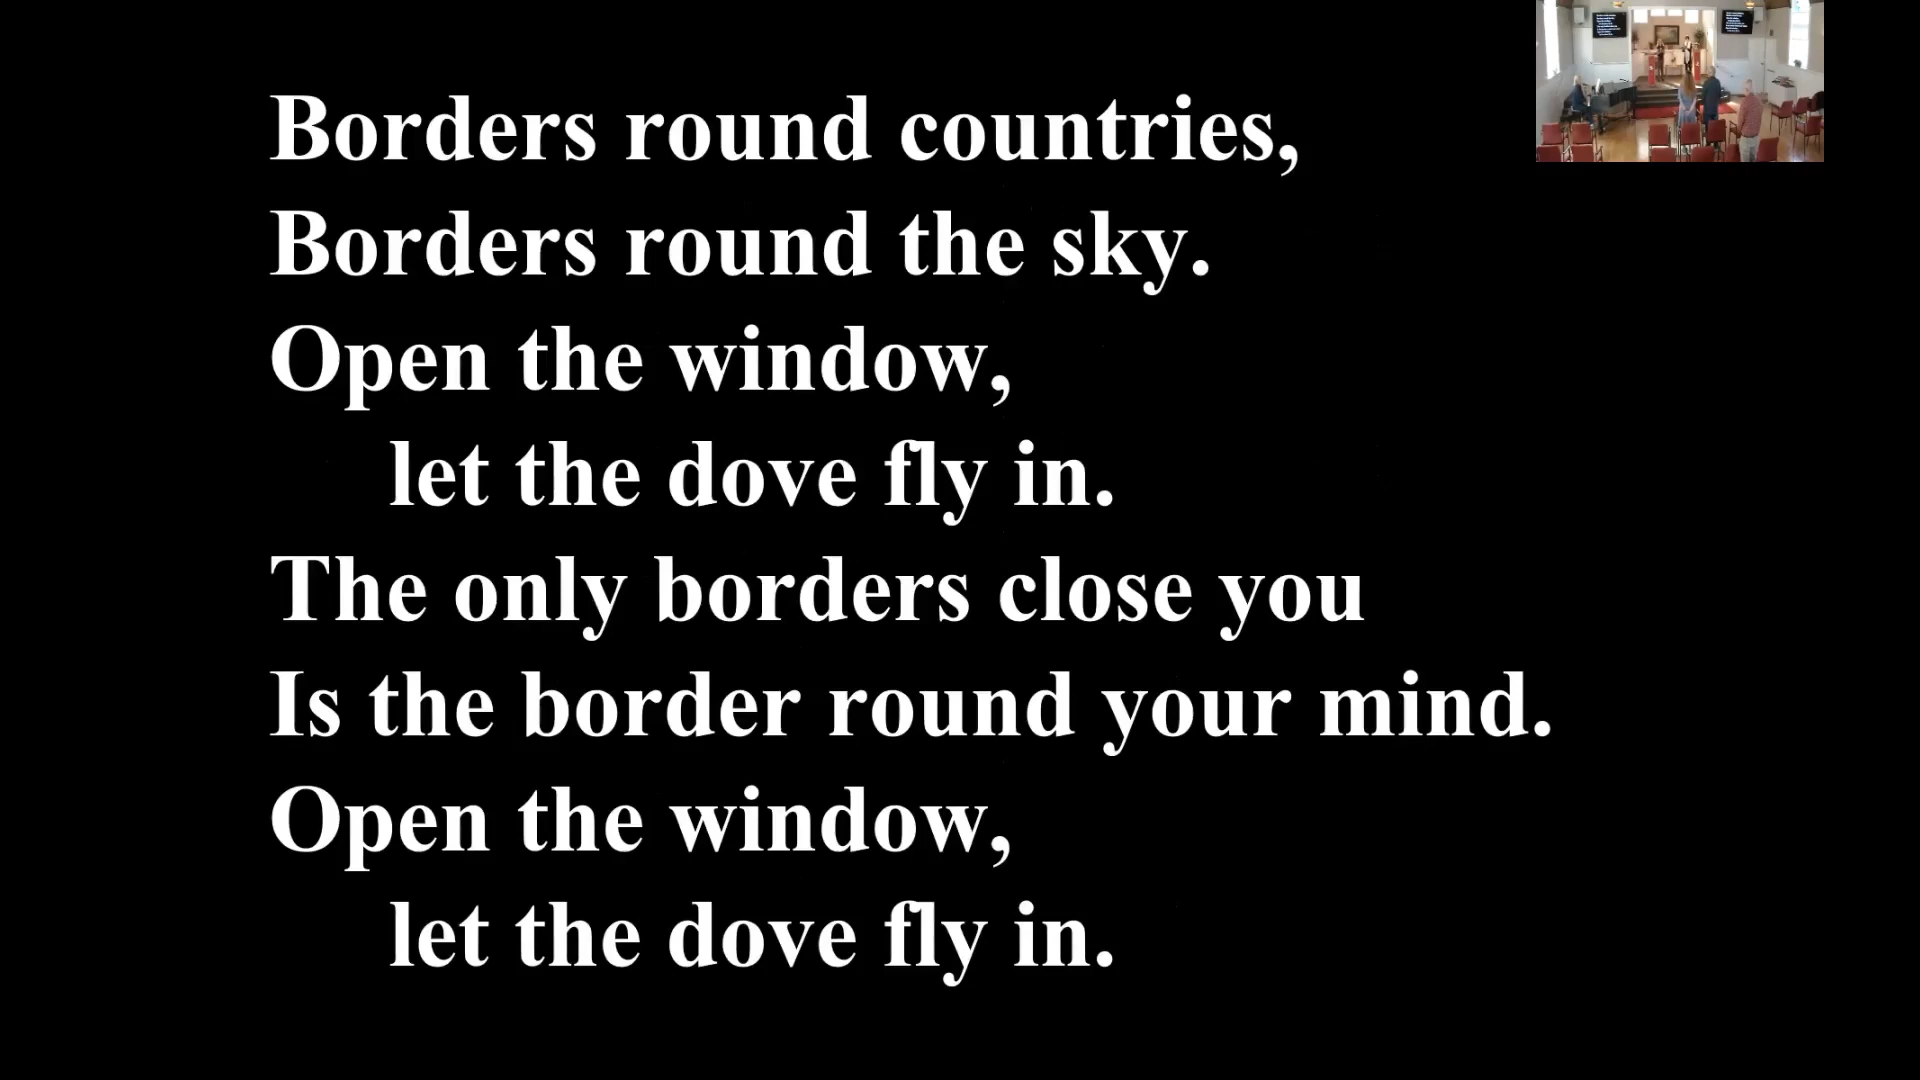 Borders round countries,
Borders round the sky.
Open the window,
let the dove fly in.
The only borders close you
Is the border round your mind.
Open the window,
let the dove fly in.